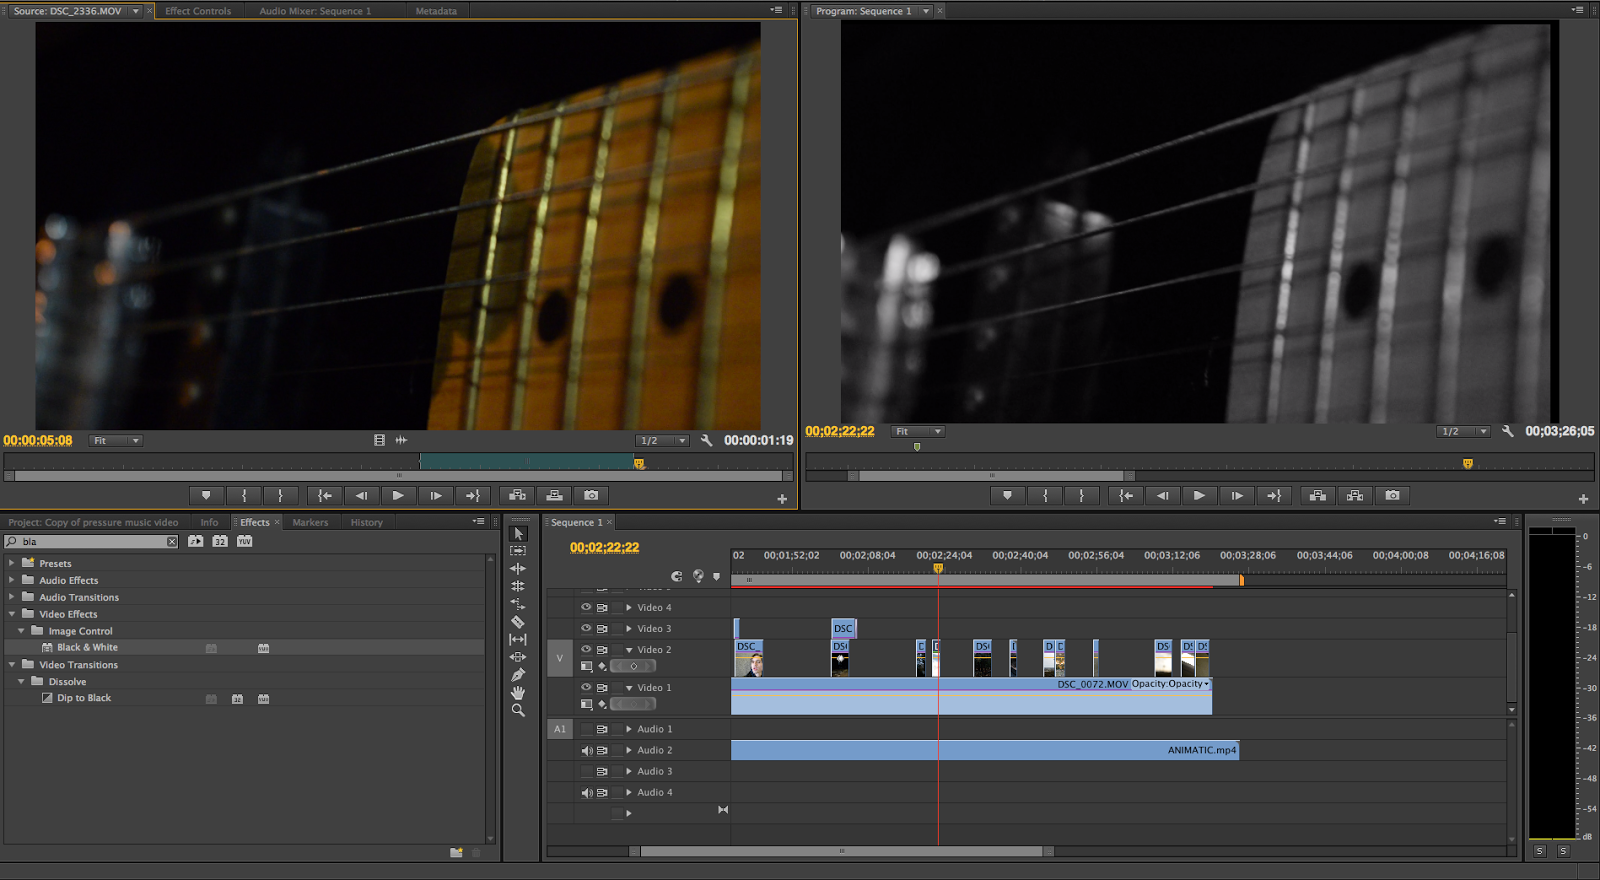 Source: DSC_2336.MOV
Effect Controls
Audio Mixer: Sequence 1
Metadata
Program: Sequence 1
00:00:05:08
Fit
1/2
00:00:01:19
00;02;22;22
Fit
1/2
00;03;26;05
Project: Copy of pressure music video
Info
Effects
Markers
History
bla
32
YUV
Presets
Audio Effects
Audio Transitions
Video Effects
Image Control
Black & White
Video Transitions
Dissolve
Dip to Black
Sequence 1
00;02;22;22
02 00;01;52;02 00;02;08;04 00;02;24;04 00;02;40;04 00;02;56;04 00;03;12;06 00;03;28;06 00;03;44;06 00;04;00;08 00;04;16;08
Video 4
Video 3
DSC
V
Video 2
DSC_
Video 1
DSC_0072.MOV Opacity:Opacity
A1
Audio 1
Audio 2
ANIMATIC.mp4
Audio 3
Audio 4
0
-6
-12
-18
-24
-30
-36
-42
-48
-54
dB
S S